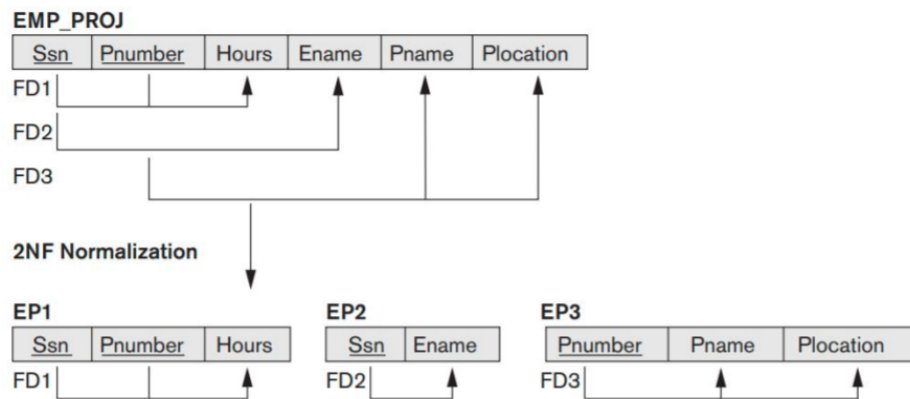 EMP_PROJ
Ssn Pnumber Hours Ename Pname Plocation
FD1
FD2
FD3
2NF Normalization
EP1 EP2 EP3
Ssn Pnumber Hours Ssn Ename Pnumber Pname Plocation
FD1 FD2 FD3